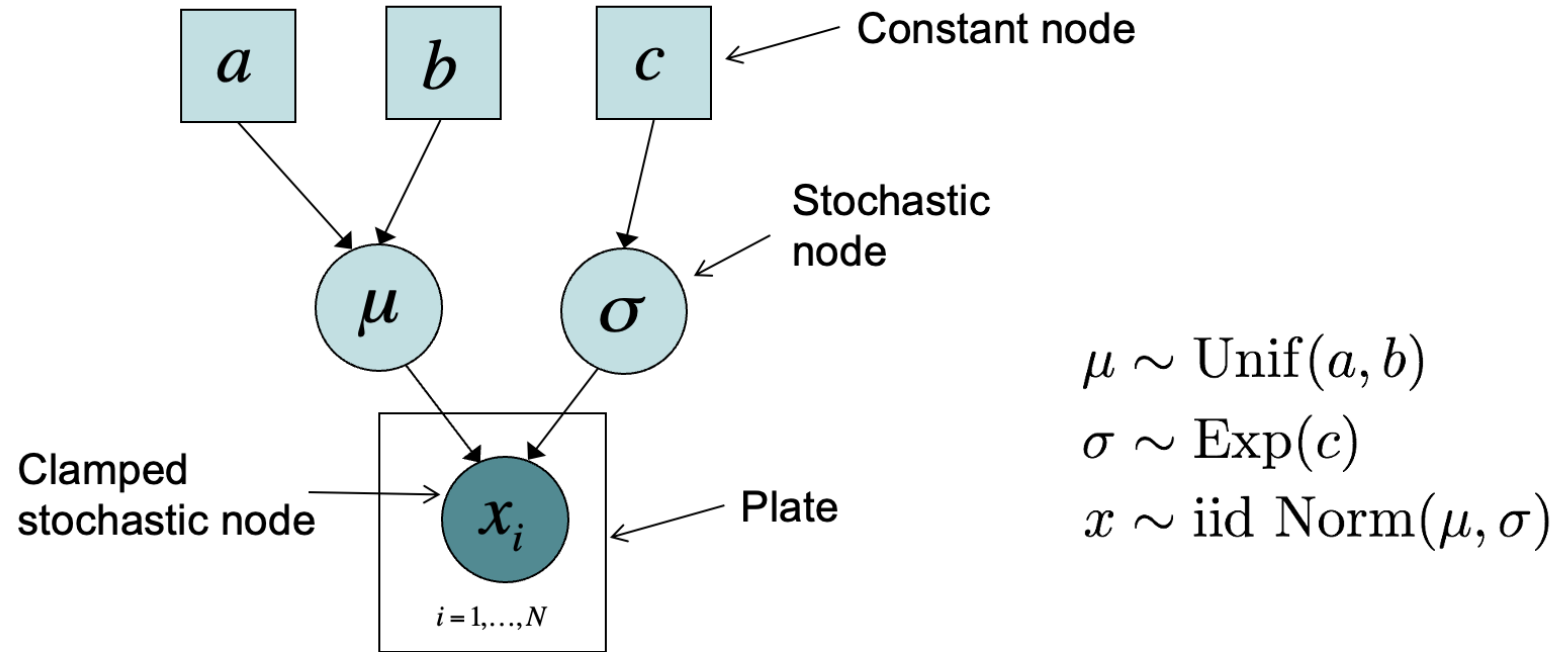 a
b
c
Constant node
Stochastic
node
μ
σ
μ ∼ Unif(a, b)
σ ∼ Exp(c)
x ∼ iid Norm(μ, σ)
Clamped
stochastic node
x_i
Plate
i = 1,…,N